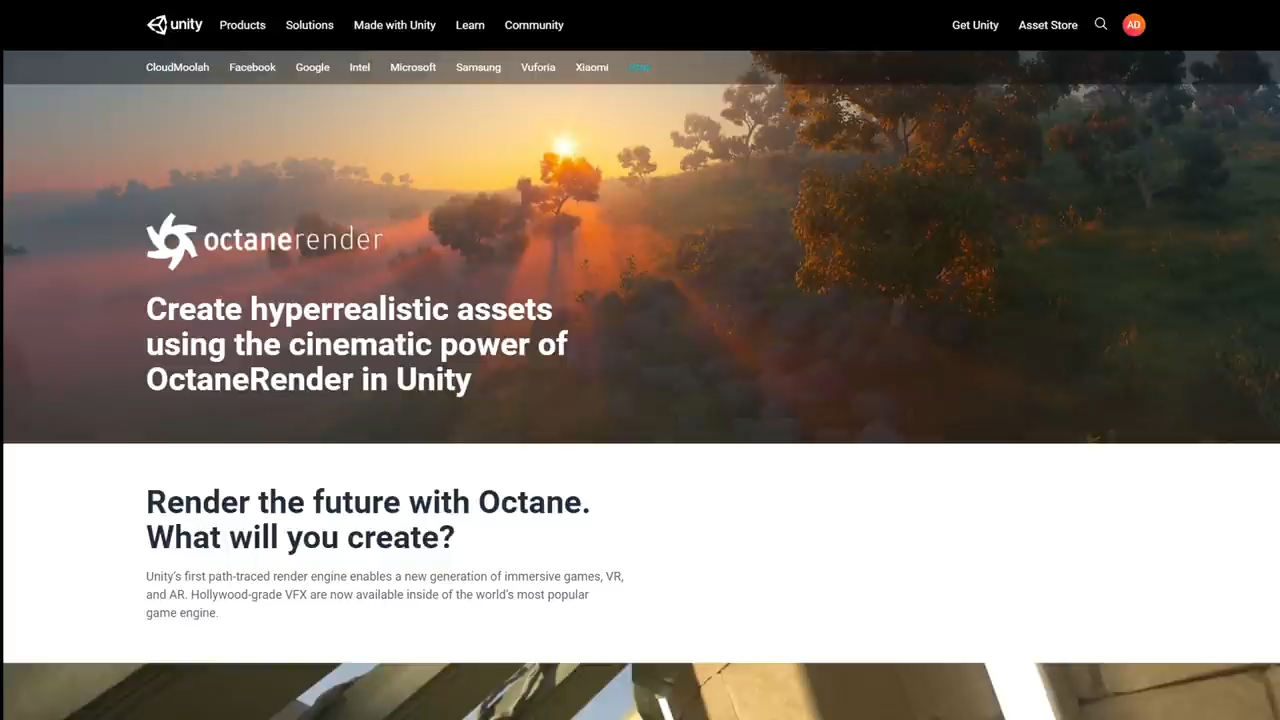 unity Products Solutions Made with Unity Learn Community Get Unity Asset Store AD
CloudMoolah Facebook Google Intel Microsoft Samsung Vuforia Xiaomi
octanerender
Create hyperrealistic assets
using the cinematic power of
OctaneRender in Unity
Render the future with Octane.
What will you create?
Unity's first path-traced render engine enables a new generation of immersive games, VR,
and AR. Hollywood-grade VFX are now available inside of the world's most popular
game engine.